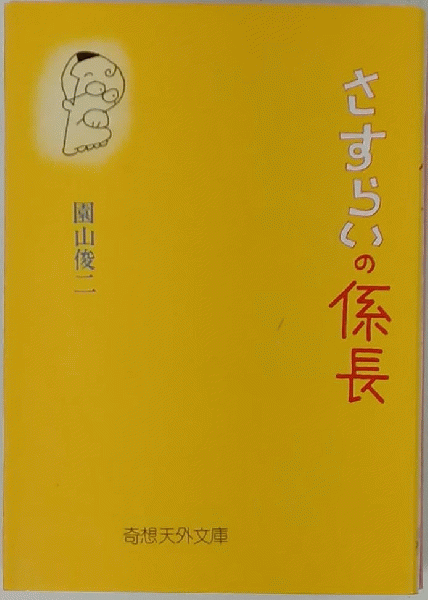 さすらいの係長
園山俊二
奇想天外文庫